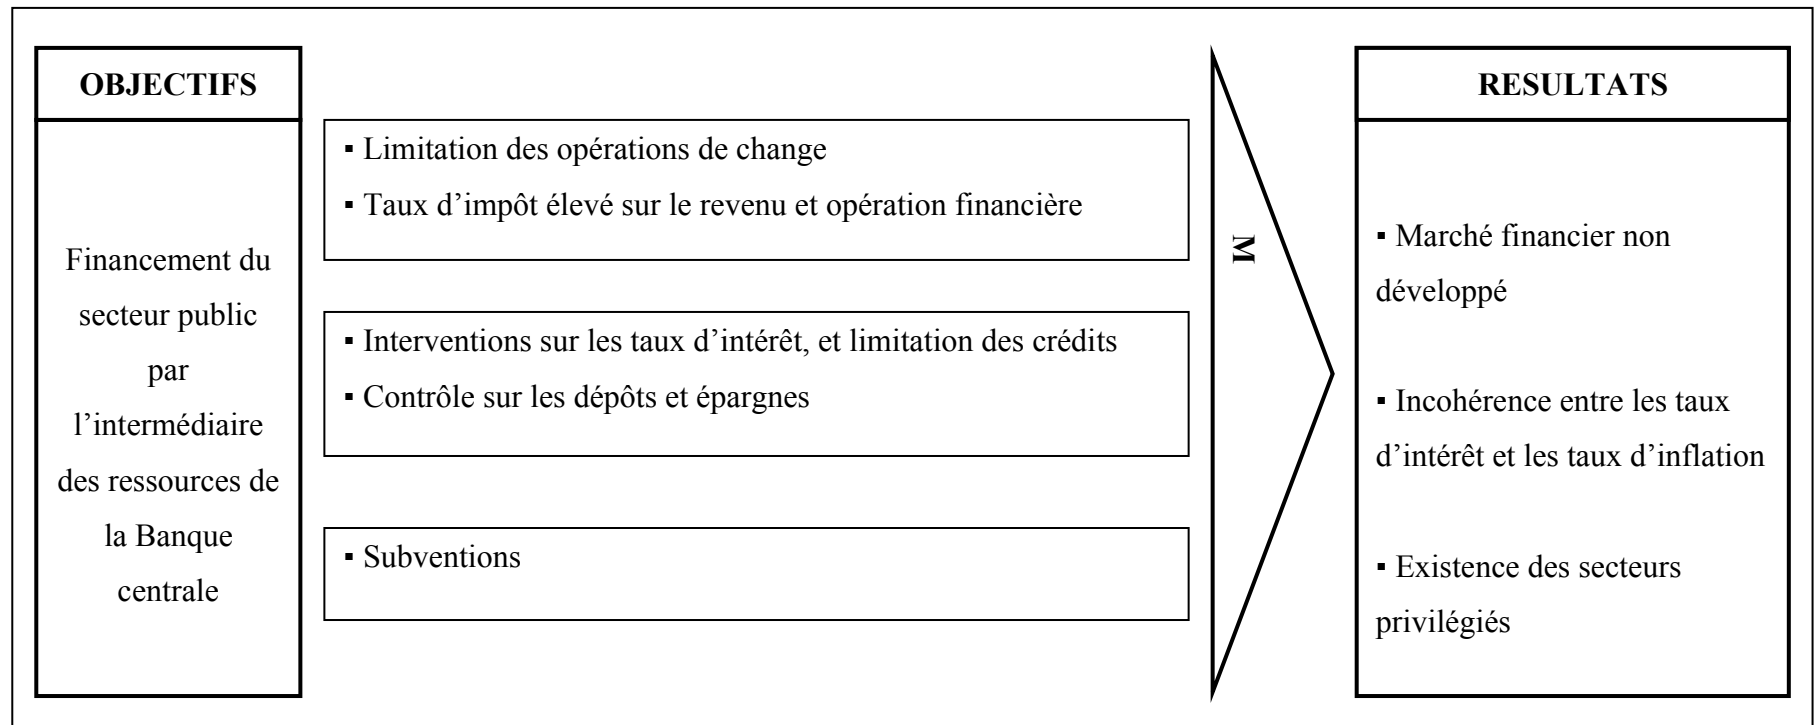 OBJECTIFS
Financement du
secteur public
par
l’intermédiaire
des ressources de
la Banque
centrale
▪ Limitation des opérations de change
▪ Taux d’impôt élevé sur le revenu et opération financière
▪ Interventions sur les taux d’intérêt, et limitation des crédits
▪ Contrôle sur les dépôts et épargnes
▪ Subventions
M
RESULTATS
▪ Marché financier non
développé
▪ Incohérence entre les taux
d’intérêt et les taux d’inflation
▪ Existence des secteurs
privilégiés